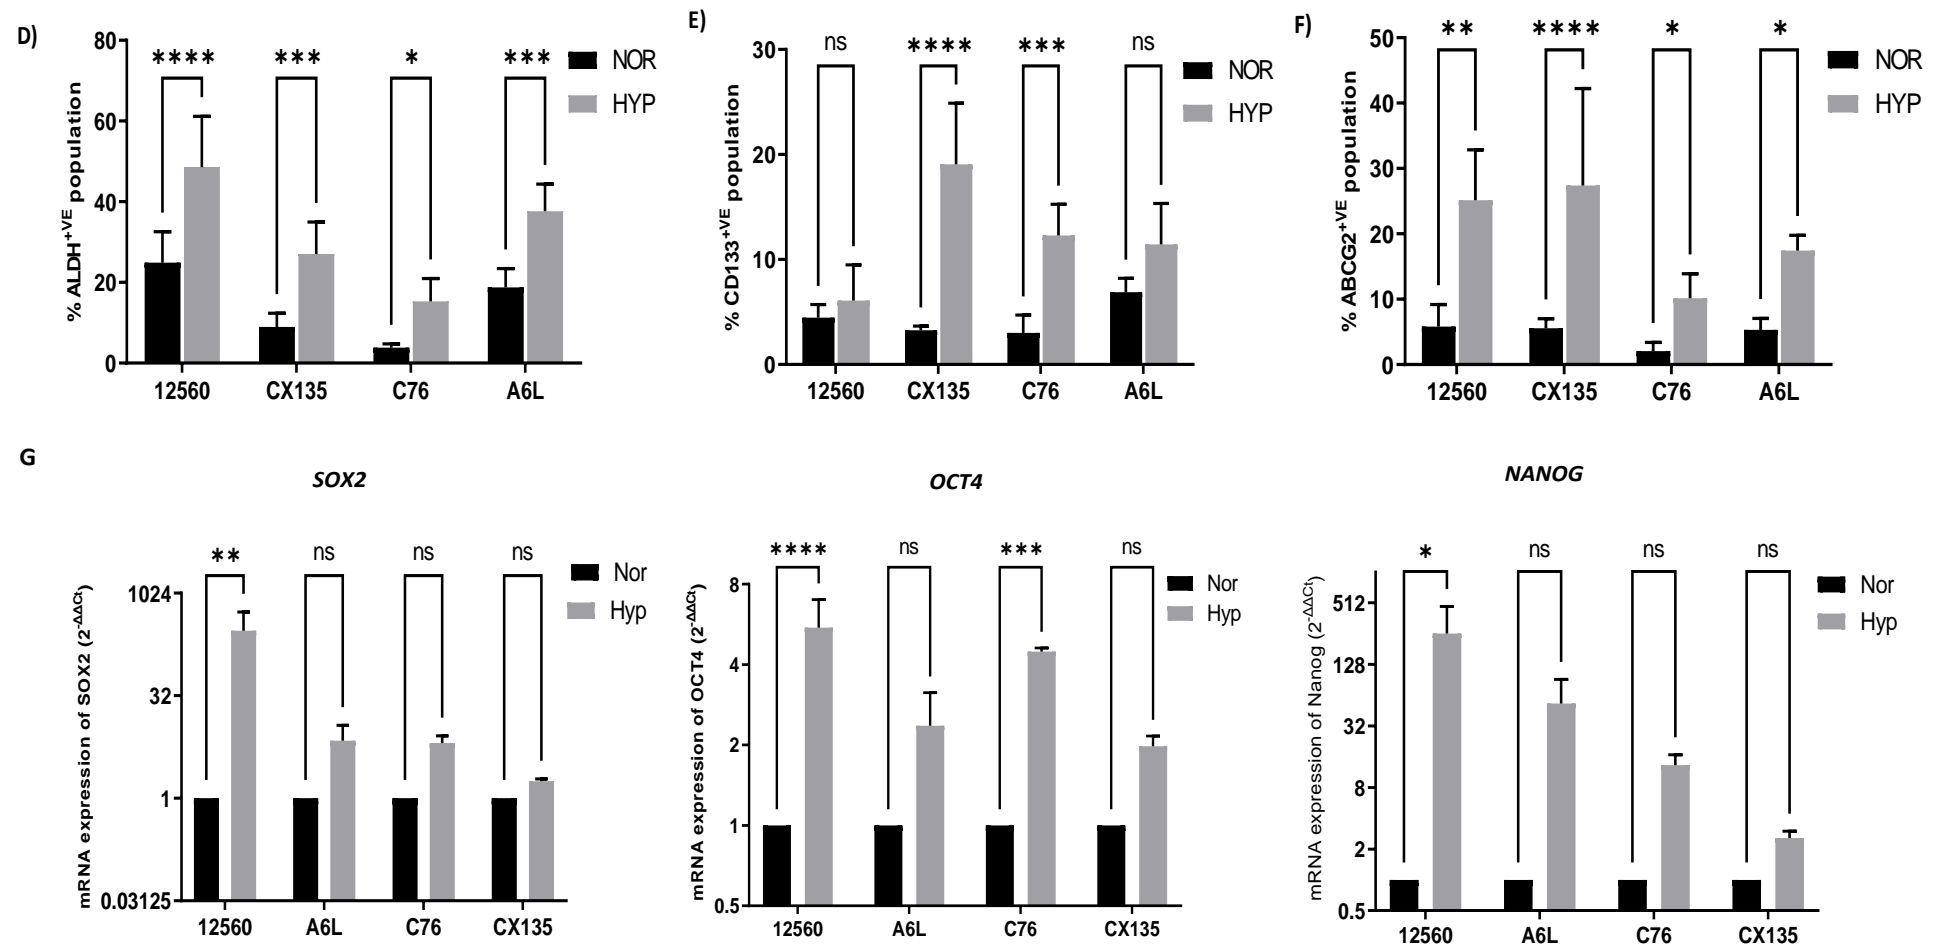 D)
% ALDH+VE population
80
60
40
20
0
**** *** * ***
NOR
HYP
12560 CX135 C76 A6L
E)
% CD133+VE population
30
20
10
0
ns **** *** ns
NOR
HYP
12560 CX135 C76 A6L
F)
% ABCG2+VE population
50
40
30
20
10
0
** **** * *
NOR
HYP
12560 CX135 C76 A6L
G
SOX2
mRNA expression of SOX2 (2-ΔΔCt)
1024
32
1
0.03125
** ns ns ns
Nor
Hyp
12560 A6L C76 CX135
OCT4
mRNA expression of OCT4 (2-ΔΔCt)
8
4
2
1
0.5
**** ns *** ns
Nor
Hyp
12560 A6L C76 CX135
NANOG
mRNA expression of Nanog (2-ΔΔCt)
512
128
32
8
2
0.5
* ns ns ns
Nor
Hyp
12560 A6L C76 CX135